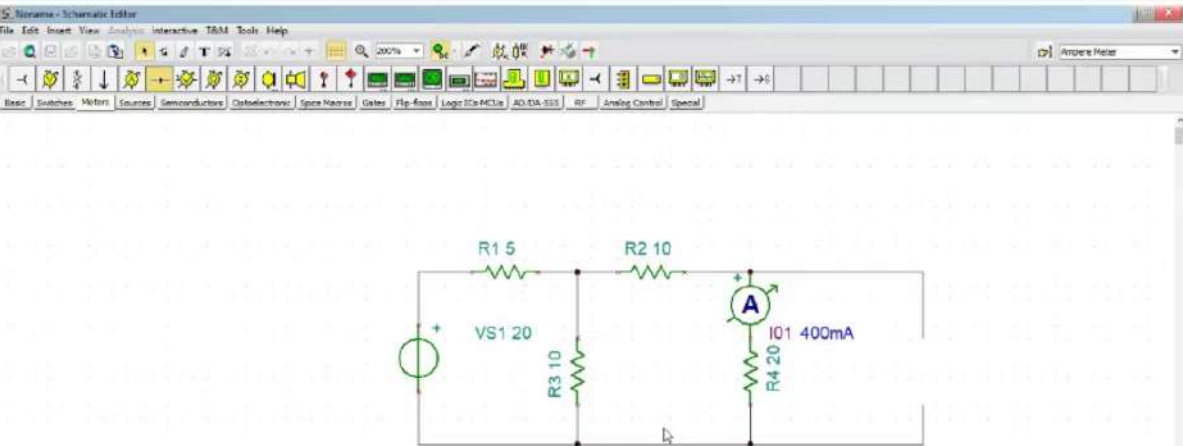 Noname - Schematic Editor
File Edit Insert View Analysis Interactive T&M Tools Help
200%
Ampere Meter
Basic Switches Meters Sources Semiconductors Optoelectronic Spice Macros Gates Flip-flops Logic ICs-MCUs AD/DA-555 RF Analog Control Special
R1 5
R2 10
+
A
+
VS1 20
I01 400mA
R3 10
R4 20